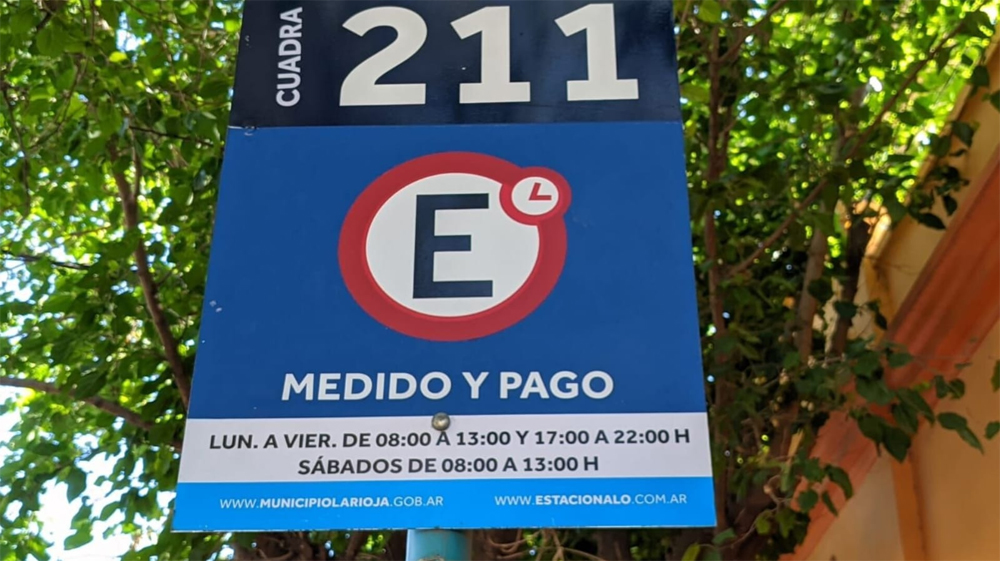 CUADRA 211
E
MEDIDO Y PAGO
LUN. A VIER. DE 08:00 A 13:00 Y 17:00 A 22:00 H
SÁBADOS DE 08:00 A 13:00 H
WWW.MUNICIPIOLARIOJA.GOB.AR WWW.ESTACIONALO.COM.AR